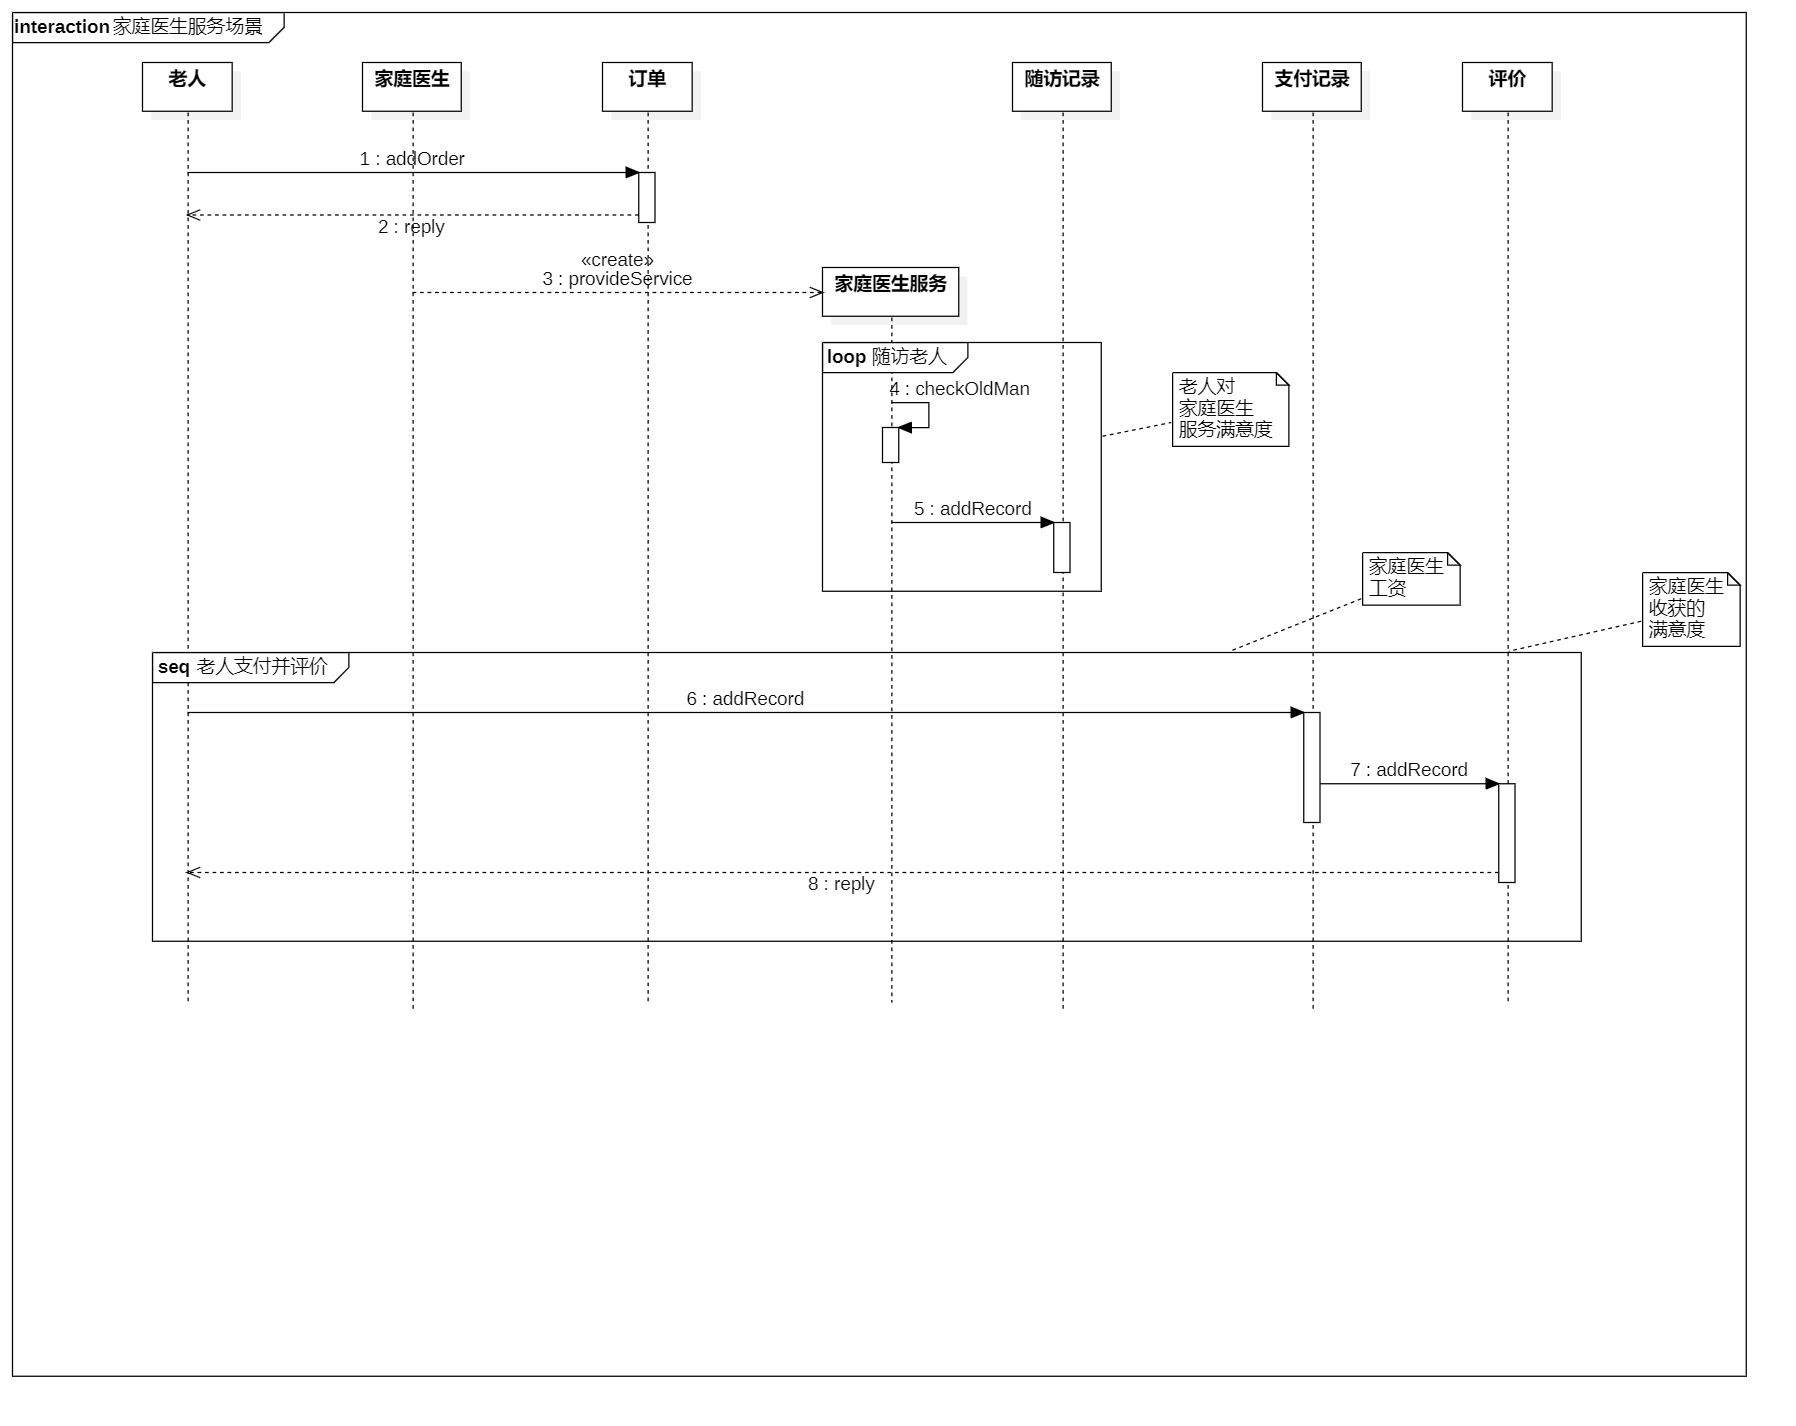 interaction 家庭医生服务场景
老人
家庭医生
订单
随访记录
支付记录
评价
1 : addOrder
2 : reply
«create»
3 : provideService
家庭医生服务
loop 随访老人
4 : checkOldMan
老人对
家庭医生
服务满意度
5 : addRecord
家庭医生
工资
家庭医生
收获的
满意度
seq 老人支付并评价
6 : addRecord
7 : addRecord
8 : reply